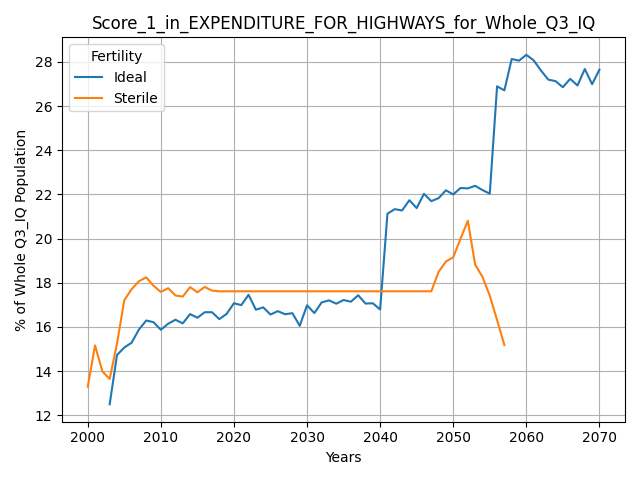 Score_1_in_EXPENDITURE_FOR_HIGHWAYS_for_Whole_Q3_IQ
Fertility
Ideal
Sterile
% of Whole Q3_IQ Population
28
26
24
22
20
18
16
14
12
2000 2010 2020 2030 2040 2050 2060 2070
Years